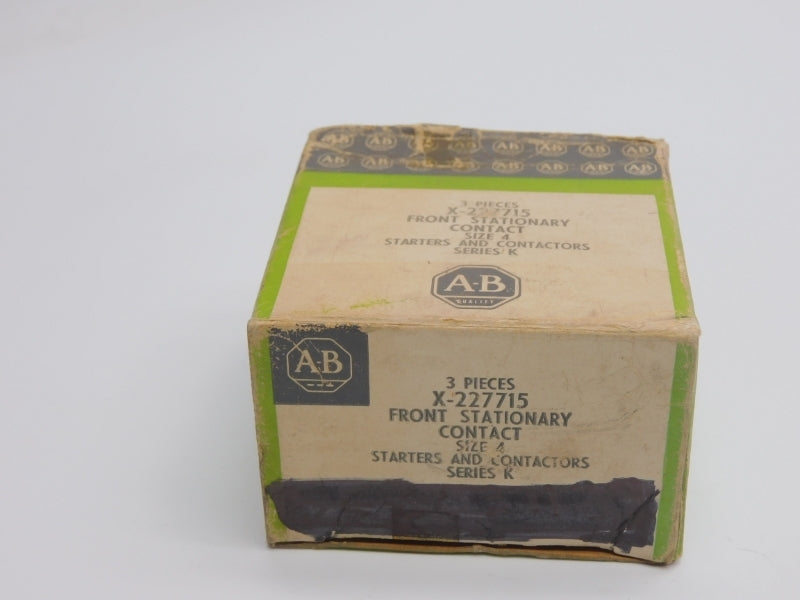 A-B A-B A-B A-B A-B A-B A-B A-B
A-B A-B A-B A-B A-B A-B A-B A-B
3 PIECES
X-227715
FRONT STATIONARY
CONTACT
SIZE 4
STARTERS AND CONTACTORS
SERIES K
A-B
QUALITY
A-B
3 PIECES
X-227715
FRONT STATIONARY
CONTACT
SIZE 4
STARTERS AND CONTACTORS
SERIES K